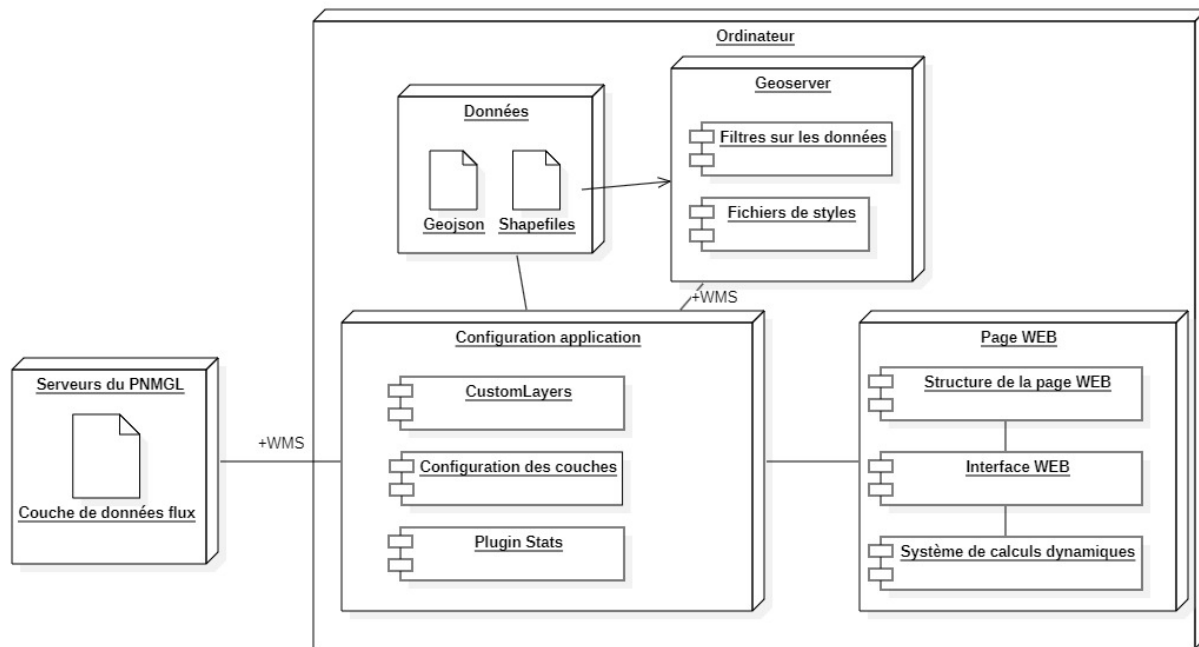 Ordinateur
Données
Geojson
Shapefiles
Geoserver
Filtres sur les données
Fichiers de styles
+WMS
Serveurs du PNMGL
Couche de données flux
+WMS
Configuration application
CustomLayers
Configuration des couches
Plugin Stats
Page WEB
Structure de la page WEB
Interface WEB
Système de calculs dynamiques